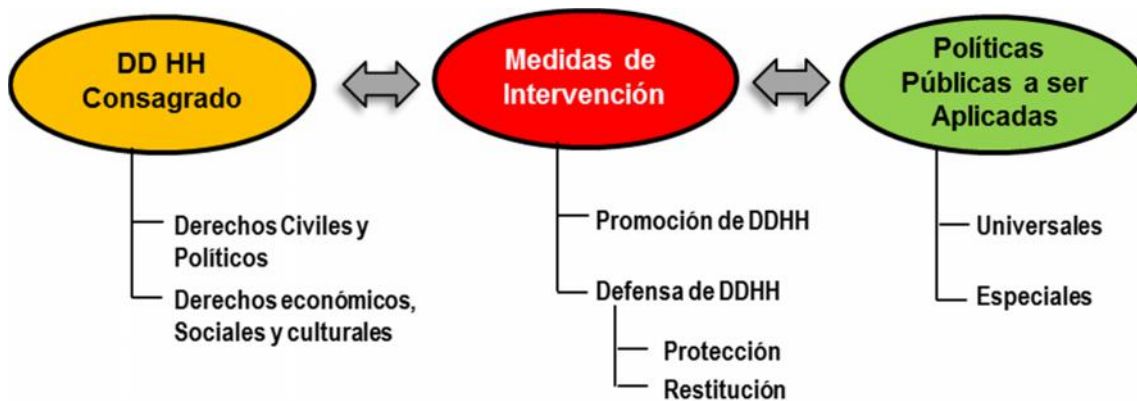 DD HH
Consagrado
Derechos Civiles y
Políticos
Derechos económicos,
Sociales y culturales
Medidas de
Intervención
Promoción de DDHH
Defensa de DDHH
Protección
Restitución
Políticas
Públicas a ser
Aplicadas
Universales
Especiales